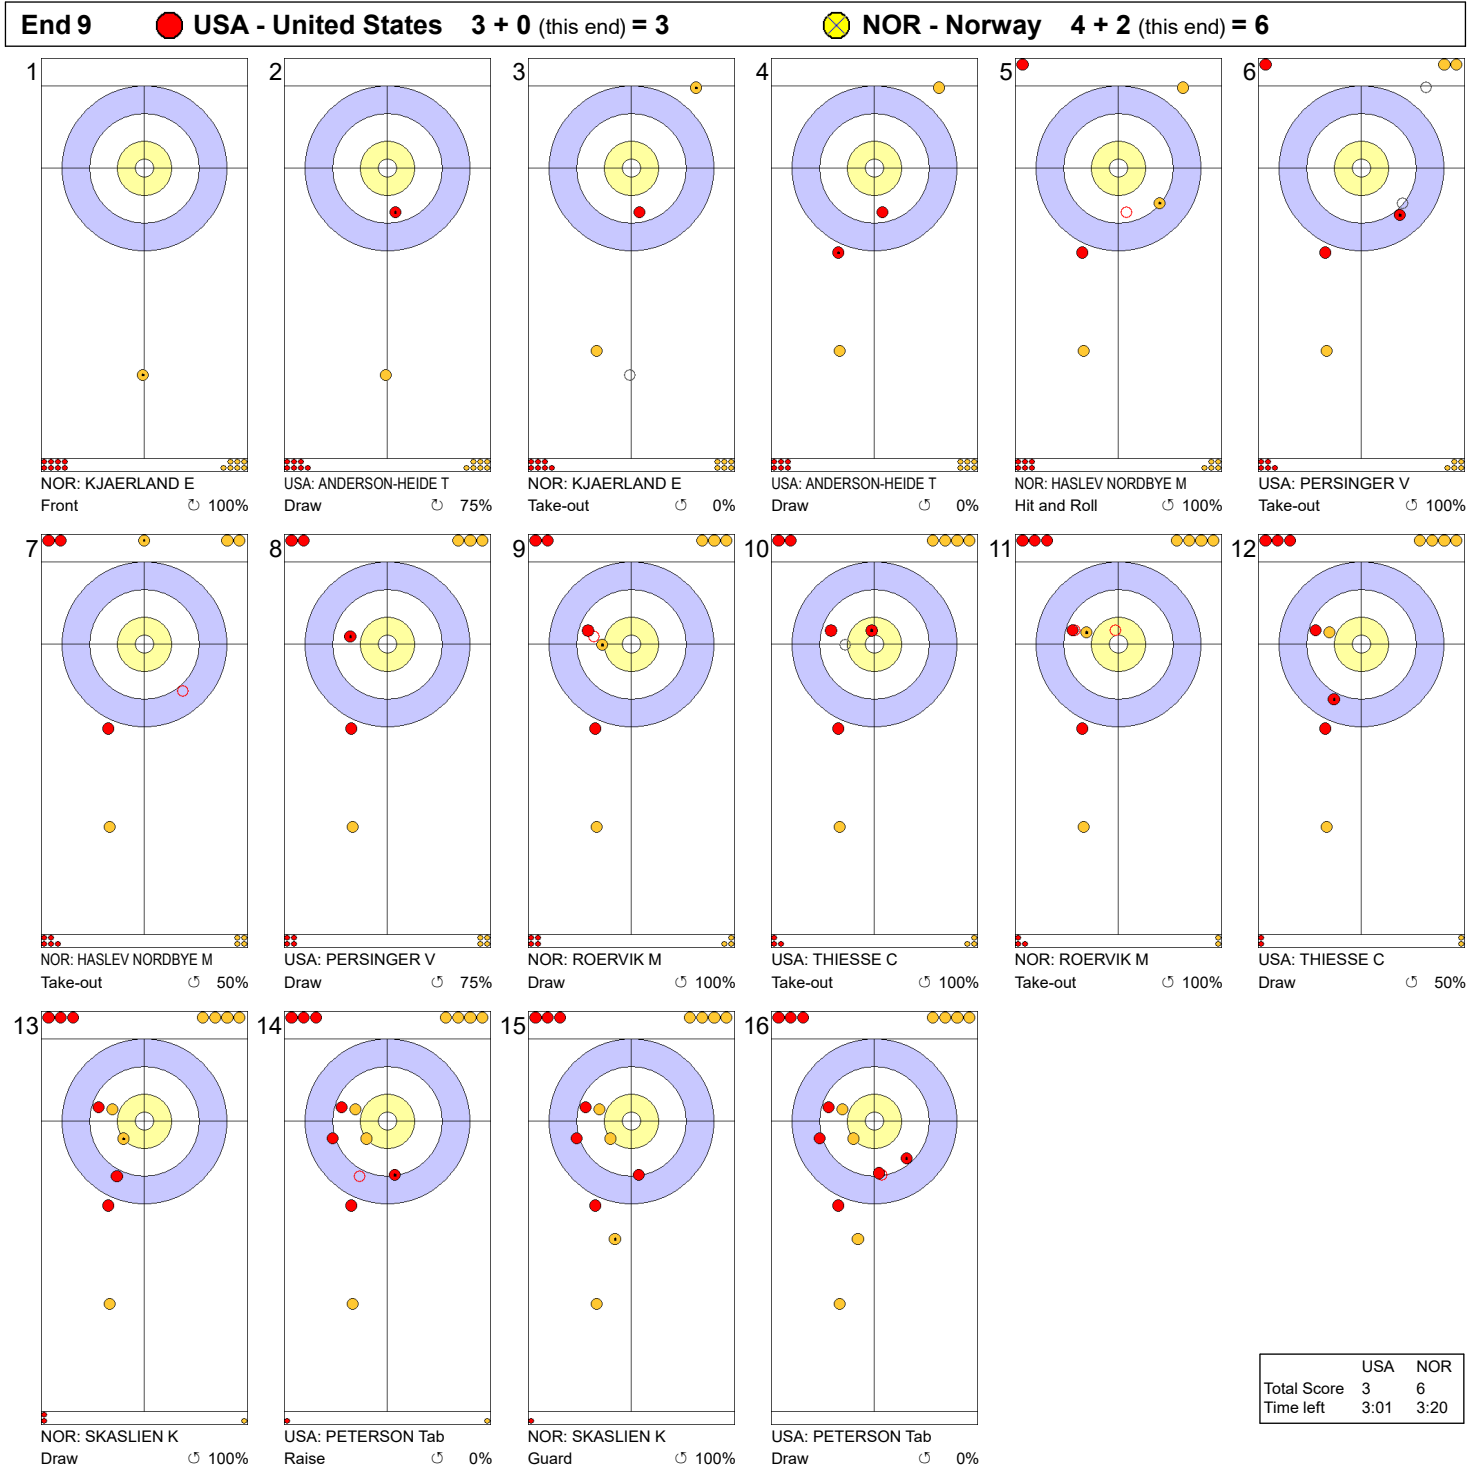 End 9 USA - United States 3 + 0 (this end) = 3 NOR - Norway 4 + 2 (this end) = 6
1 2 3 4 5 6
NOR: KJAERLAND E USA: ANDERSON-HEIDE T NOR: KJAERLAND E USA: ANDERSON-HEIDE T NOR: HASLEV NORDBYE M USA: PERSINGER V
Front ↻ 100% Draw ↺ 75% Take-out ↺ 0% Draw ↺ 0% Hit and Roll ↺ 100% Take-out ↺ 100%
7 8 9 10 11 12
NOR: HASLEV NORDBYE M USA: PERSINGER V NOR: ROERVIK M USA: THIESSE C NOR: ROERVIK M USA: THIESSE C
Take-out ↺ 50% Draw ↺ 75% Draw ↺ 100% Take-out ↺ 100% Take-out ↺ 100% Draw ↺ 50%
13 14 15 16
NOR: SKASLIEN K USA: PETERSON Tab NOR: SKASLIEN K USA: PETERSON Tab
Draw ↺ 100% Raise ↺ 0% Guard ↺ 100% Draw ↺ 0%
USA NOR
Total Score 3 6
Time left 3:01 3:20